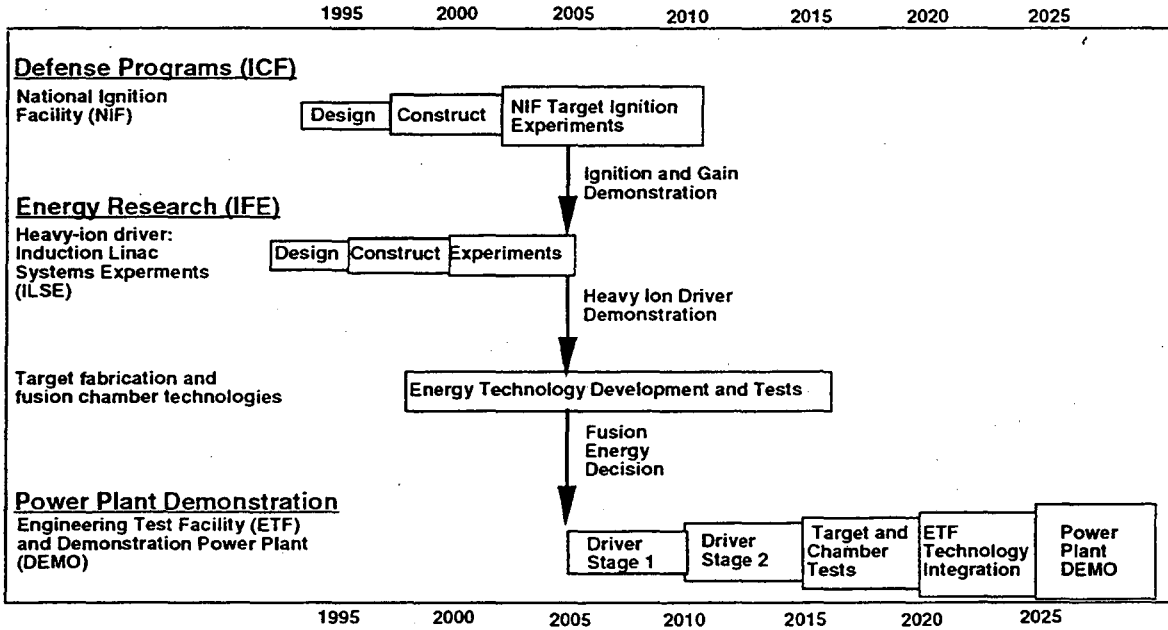 1995 2000 2005 2010 2015 2020 2025
Defense Programs (ICF)
National Ignition
Facility (NIF)
Design
Construct
NIF Target Ignition
Experiments
Ignition and Gain
Demonstration
Energy Research (IFE)
Heavy-ion driver:
Induction Linac
Systems Experments
(ILSE)
Design
Construct
Experiments
Heavy Ion Driver
Demonstration
Target fabrication and
fusion chamber technologies
Energy Technology Development and Tests
Fusion
Energy
Decision
Power Plant Demonstration
Engineering Test Facility (ETF)
and Demonstration Power Plant
(DEMO)
Driver
Stage 1
Driver
Stage 2
Target and
Chamber
Tests
ETF
Technology
Integration
Power
Plant
DEMO
1995 2000 2005 2010 2015 2020 2025